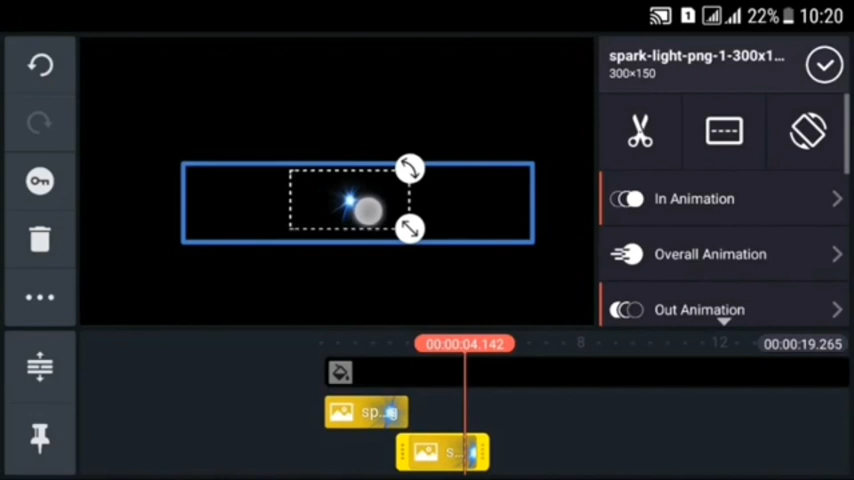 1 22% 10:20
spark-light-png-1-300x1...
300×150
In Animation
Overall Animation
Out Animation
00:00:04.142
8
12
00:00:19.265
sp...g
s...